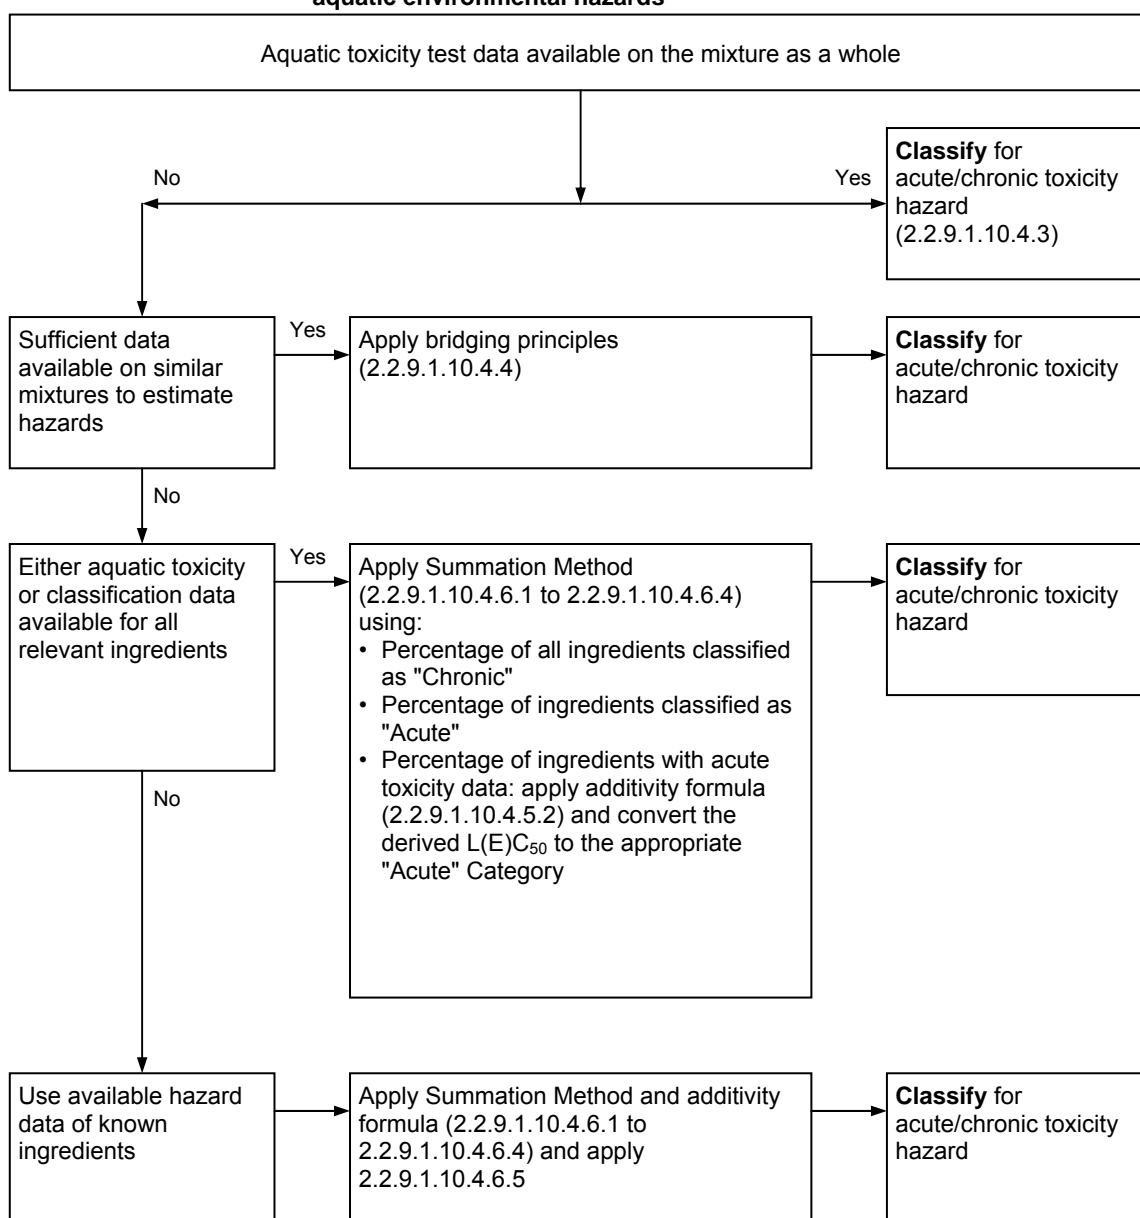 aquatic environmental hazards
Aquatic toxicity test data available on the mixture as a whole
No
Yes
Classify for
acute/chronic toxicity
hazard
(2.2.9.1.10.4.3)
Sufficient data
available on similar
mixtures to estimate
hazards
Yes
Apply bridging principles
(2.2.9.1.10.4.4)
Classify for
acute/chronic toxicity
hazard
No
Either aquatic toxicity
or classification data
available for all
relevant ingredients
Yes
Apply Summation Method
(2.2.9.1.10.4.6.1 to 2.2.9.1.10.4.6.4)
using:
• Percentage of all ingredients classified
as "Chronic"
• Percentage of ingredients classified as
"Acute"
• Percentage of ingredients with acute
toxicity data: apply additivity formula
(2.2.9.1.10.4.5.2) and convert the
derived L(E)C₅₀ to the appropriate
"Acute" Category
Classify for
acute/chronic toxicity
hazard
No
Use available hazard
data of known
ingredients
Apply Summation Method and additivity
formula (2.2.9.1.10.4.6.1 to
2.2.9.1.10.4.6.4) and apply
2.2.9.1.10.4.6.5
Classify for
acute/chronic toxicity
hazard